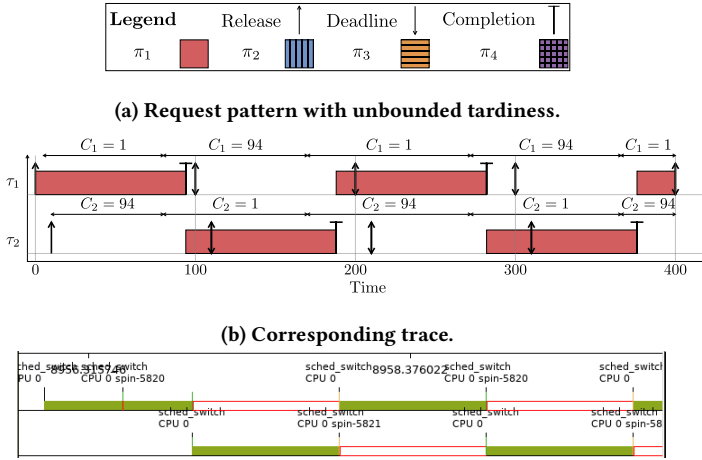 Legend Release Deadline Completion
π₁ π₂ π₃ π₄
(a) Request pattern with unbounded tardiness.
C₁ = 1 C₁ = 94 C₁ = 1 C₁ = 94 C₁ = 1
τ₁
C₂ = 94 C₂ = 1 C₂ = 94 C₂ = 1 C₂ = 94
τ₂
0 100 200 300 400
Time
(b) Corresponding trace.
sched_switch sched_switch sched_switch 8958.376022 sched_switch sched_switch
PU 0 CPU 0 spin-5820 CPU 0 CPU 0 spin-5820 CPU 0
sched_switch sched_switch sched_switch sched_switch
CPU 0 CPU 0 spin-5821 CPU 0 CPU 0 spin-58